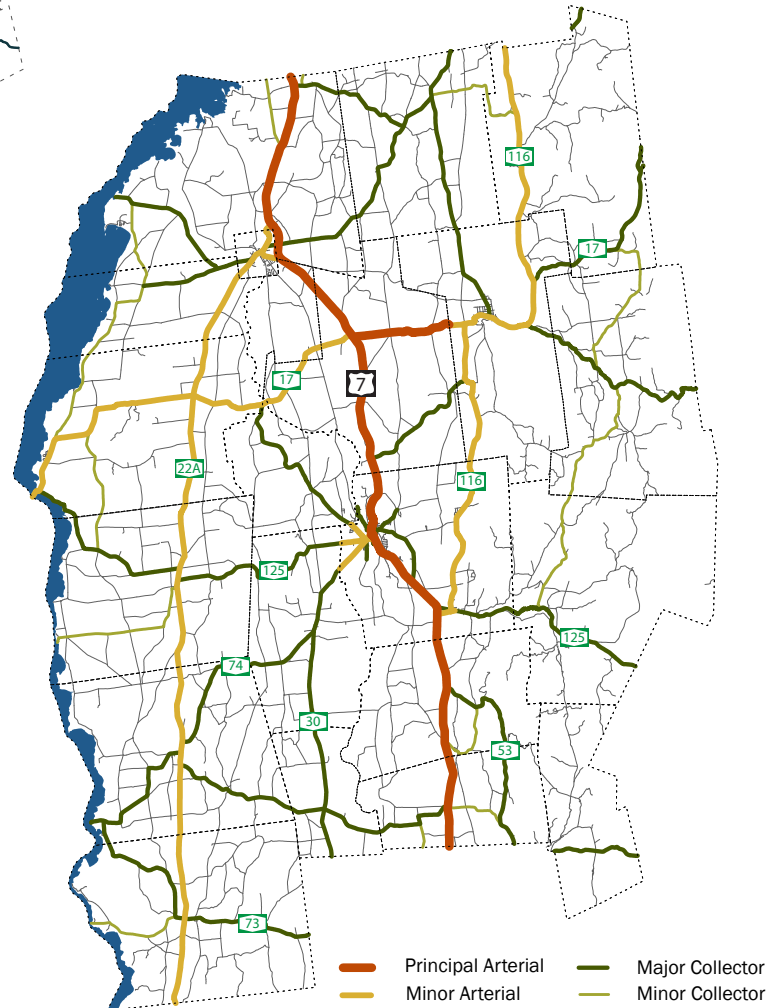 116
17
17
7
22A
116
125
125
74
30
53
73
Principal Arterial
Major Collector
Minor Arterial
Minor Collector